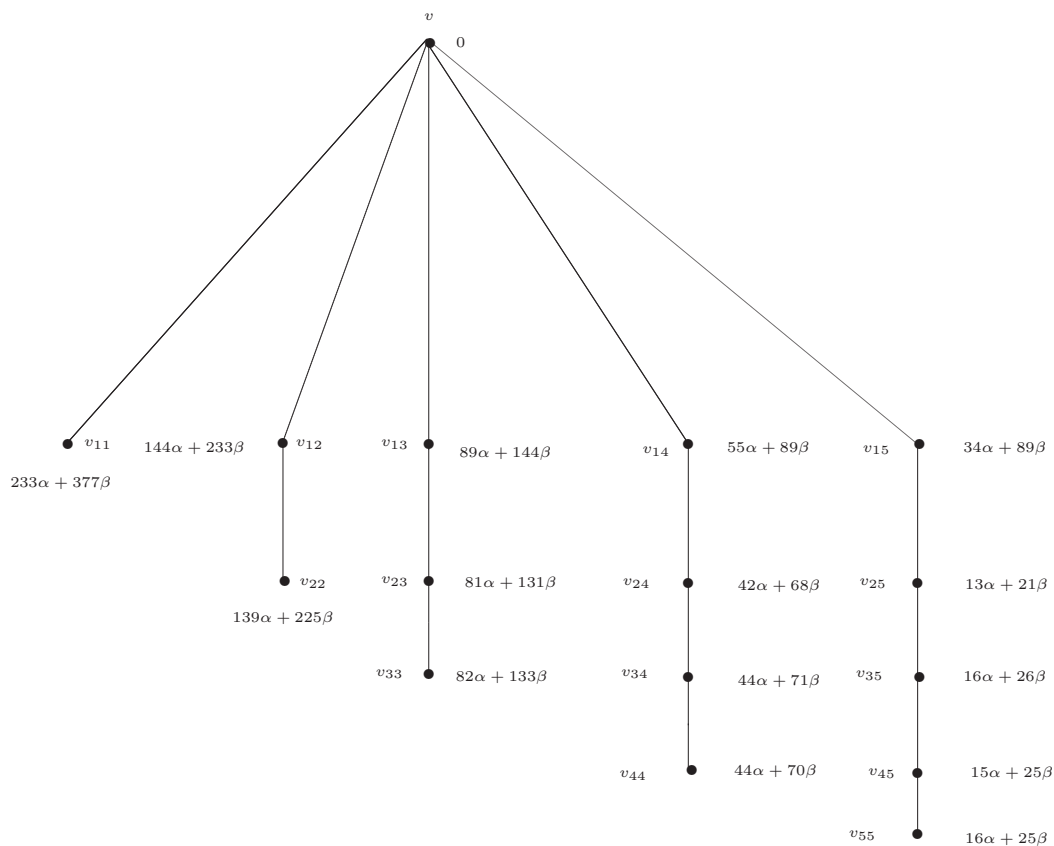 v
0
v₁₁ 144α + 233β v₁₂ v₁₃ 89α + 144β v₁₄ 55α + 89β v₁₅ 34α + 89β
233α + 377β
v₂₂ v₂₃ 81α + 131β v₂₄ 42α + 68β v₂₅ 13α + 21β
139α + 225β
v₃₃ 82α + 133β v₃₄ 44α + 71β v₃₅ 16α + 26β
v₄₄ 44α + 70β v₄₅ 15α + 25β
v₅₅ 16α + 25β